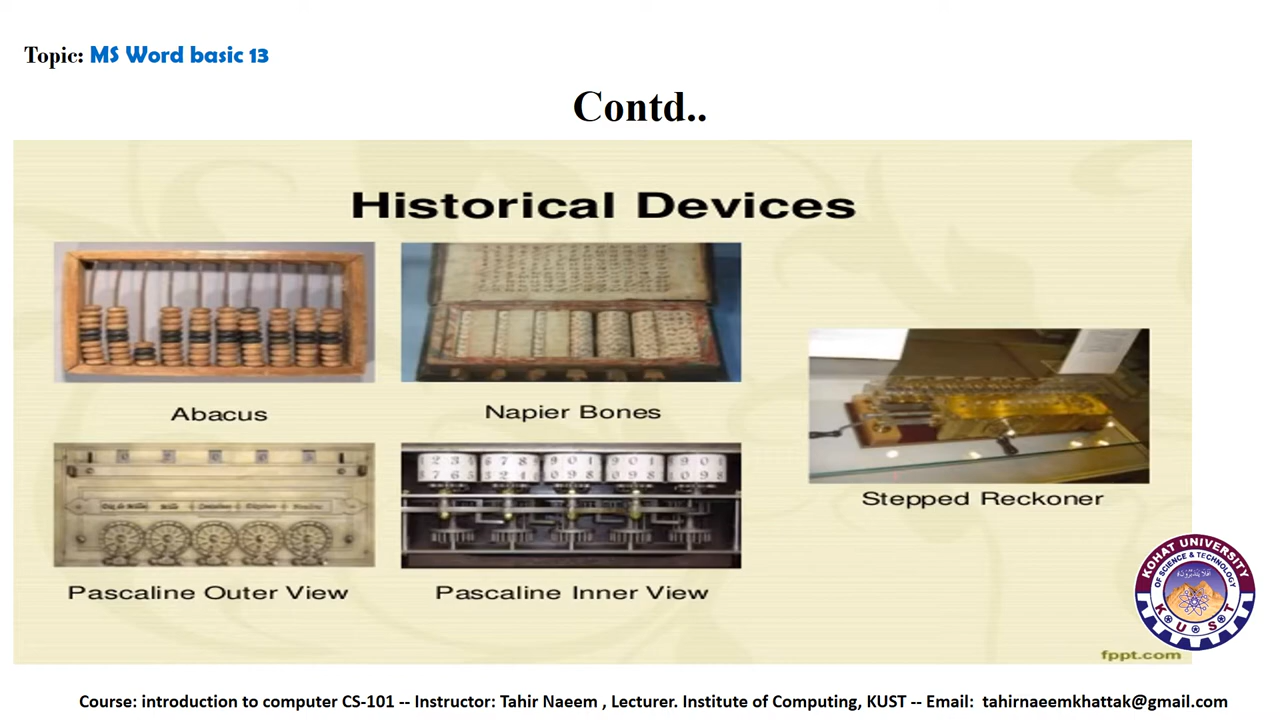 Topic: MS Word basic 13
Contd..
Historical Devices
Abacus
Napier Bones
Stepped Reckoner
Pascaline Outer View
Pascaline Inner View
KOHAT UNIVERSITY
OF SCIENCE & TECHNOLOGY
K U S T
fppt.com
Course: introduction to computer CS-101 -- Instructor: Tahir Naeem , Lecturer. Institute of Computing, KUST -- Email: tahirnaeemkhattak@gmail.com